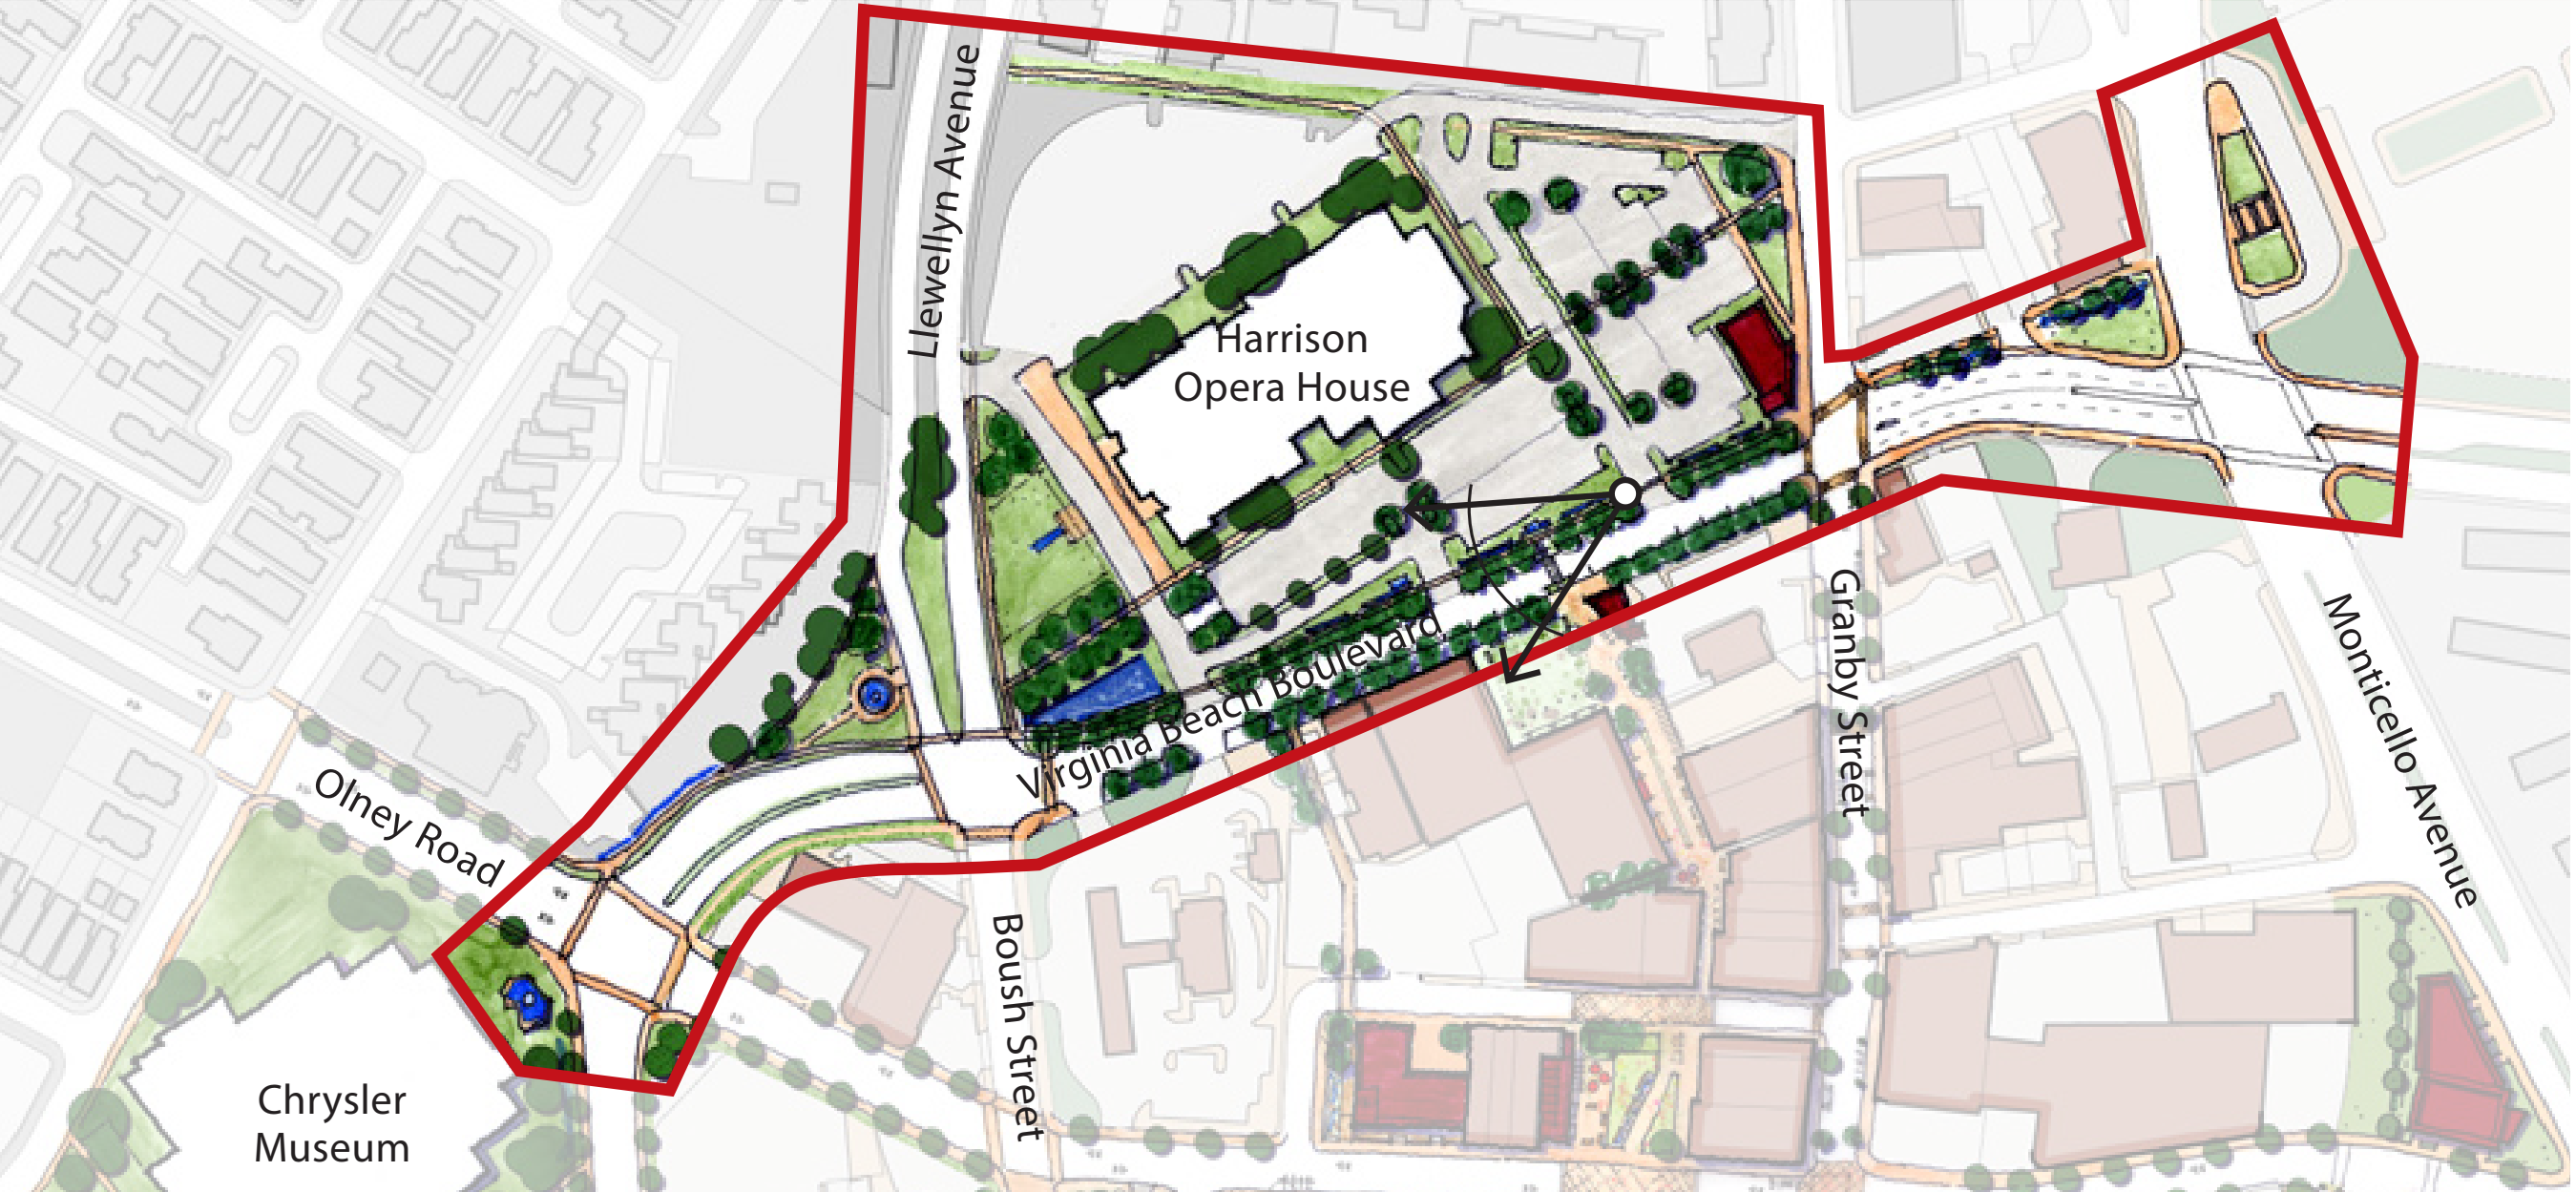 Llewellyn Avenue
Harrison
Opera House
Virginia Beach Boulevard
Granby Street
Monticello Avenue
Olney Road
Boush Street
Chrysler
Museum